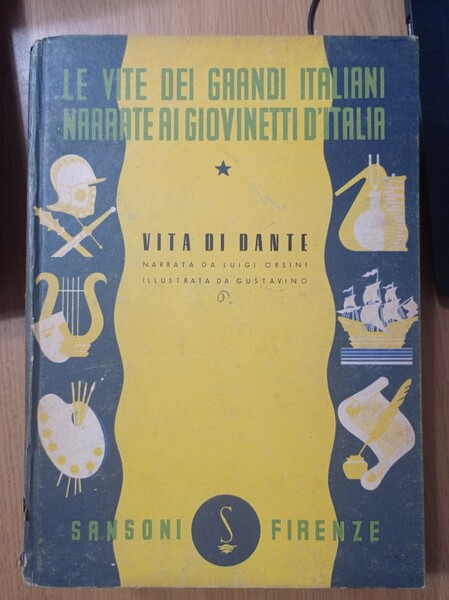 LE VITE DEI GRANDI ITALIANI
NARRATE AI GIOVINETTI D'ITALIA
VITA DI DANTE
NARRATA DA LUIGI ORSINI
ILLUSTRATA DA GUSTAVINO
SANSONI S FIRENZE